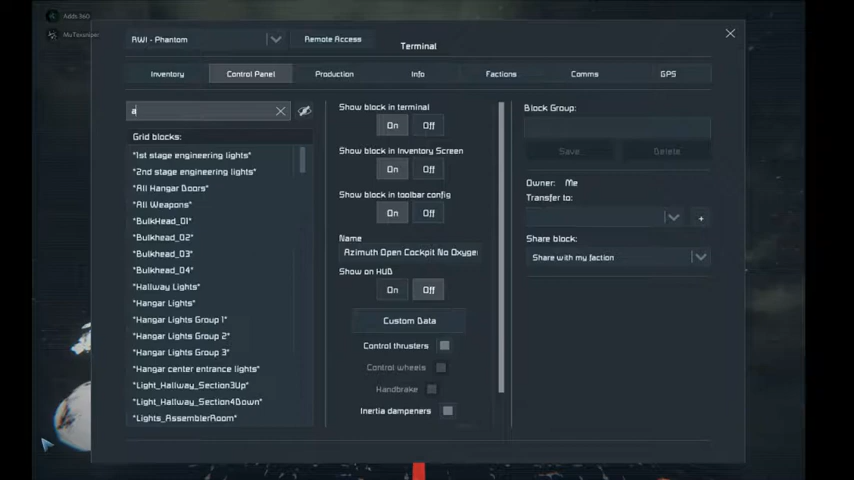 Adds360
MuToxsniper
RWI - Phantom
Remote Access
Terminal
Inventory
Control Panel
Production
Info
Factions
Comms
GPS
a
Grid blocks:
*1st stage engineering lights*
*2nd stage engineering lights*
*All Hangar Doors*
*All Weapons*
*BulkHead_01*
*Bulkhead_02*
*Bulkhead_03*
*Bulkhead_04*
*Hallway Lights*
*Hangar Lights*
*Hangar Lights Group 1*
*Hangar Lights Group 2*
*Hangar Lights Group 3*
*Hangar center entrance lights*
*Light_Hallway_Section3Up*
*Light_Hallway_Section4Down*
*Lights_AssemblerRoom*
Show block in terminal
On Off
Show block in Inventory Screen
On Off
Show block in toolbar config
On Off
Name
Azimuth Open Cockpit No Oxyge
Show on HUD
On Off
Custom Data
Control thrusters
Control wheels
Handbrake
Inertia dampeners
Block Group:
Save Delete
Owner: Me
Transfer to:
+
Share block:
Share with my faction